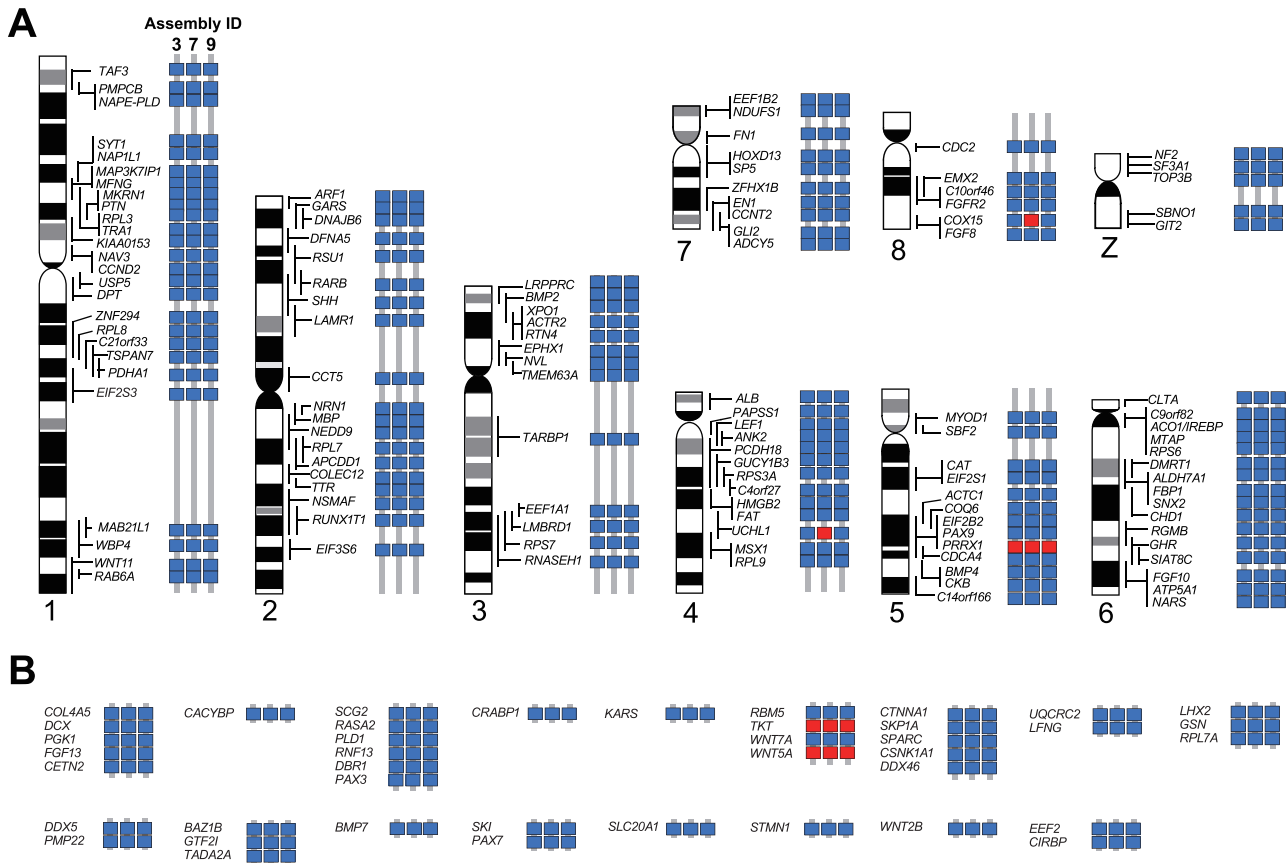 A
Assembly ID
3 7 9
TAF3
PMPCB
NAPE-PLD
SYT1
NAP1L1
MAP3K7IP1
MFNG
MKRN1
PTN
RPL3
TRA1
KIAA0153
NAV3
CCND2
USP5
DPT
ZNF294
RPL8
C21orf33
TSPAN7
PDHA1
EIF2S3
MAB21L1
WBP4
WNT11
RAB6A
1
ARF1
GARS
DNAJB6
DFNA5
RSU1
RARB
SHH
LAMR1
CCT5
NRN1
MBP
NEDD9
RPL7
APCDD1
COLEC12
TTR
NSMAF
RUNX1T1
EIF3S6
2
LRPPRC
BMP2
XPO1
ACTR2
RTN4
EPHX1
NVL
TMEM63A
TARBP1
EEF1A1
LMBRD1
RPS7
RNASEH1
3
EEF1B2
NDUFS1
FN1
HOXD13
SP5
ZFHX1B
EN1
CCNT2
GLI2
ADCY5
7
CDC2
EMX2
C10orf46
FGFR2
COX15
FGF8
8
NF2
SF3A1
TOP3B
SBNO1
GIT2
Z
ALB
PAPSS1
LEF1
ANK2
PCDH18
GUCY1B3
RPS3A
C4orf27
HMGB2
FAT
UCHL1
MSX1
RPL9
4
MYOD1
SBF2
CAT
EIF2S1
ACTC1
COQ6
EIF2B2
PAX9
PRRX1
CDCA4
BMP4
CKB
C14orf166
5
CLTA
C9orf82
ACO1/IREBP
MTAP
RPS6
DMRT1
ALDH7A1
FBP1
SNX2
CHD1
RGMB
GHR
SIAT8C
FGF10
ATP5A1
NARS
6
B
COL4A5
DCX
PGK1
FGF13
CETN2
CACYBP
SCG2
RASA2
PLD1
RNF13
DBR1
PAX3
CRABP1
KARS
RBM5
TKT
WNT7A
WNT5A
CTNNA1
SKP1A
SPARC
CSNK1A1
DDX46
UQCRC2
LFNG
LHX2
GSN
RPL7A
DDX5
PMP22
BAZ1B
GTF2I
TADA2A
BMP7
SKI
PAX7
SLC20A1
STMN1
WNT2B
EEF2
CIRBP